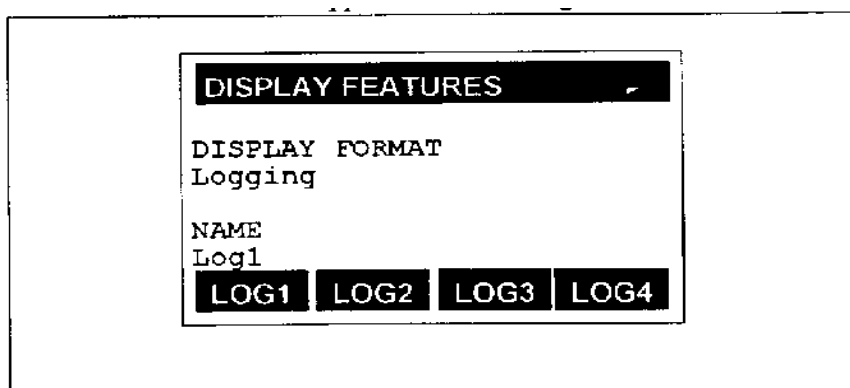 DISPLAY FEATURES
DISPLAY FORMAT
Logging
NAME
Log1
LOG1 LOG2 LOG3 LOG4